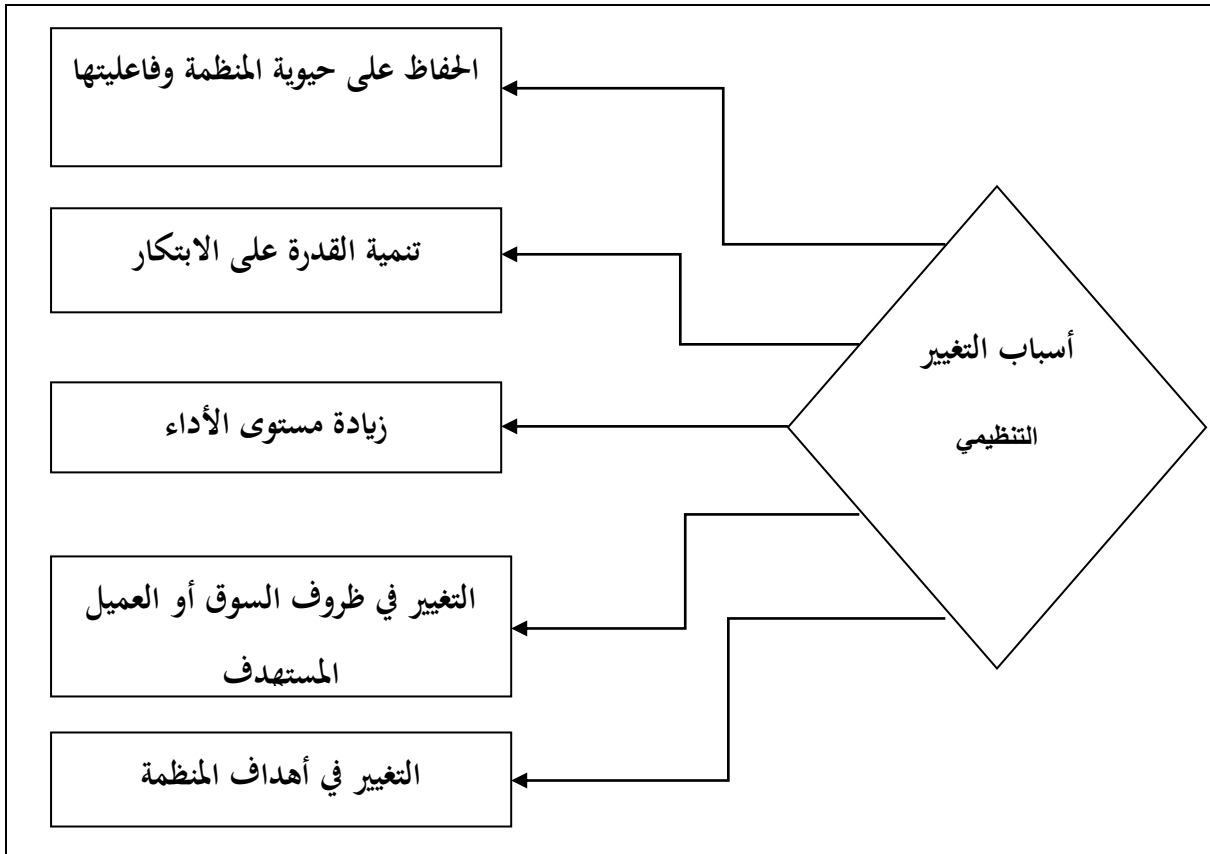 أسباب التغيير
التنظيمي
الحفاظ على حيوية المنظمة وفاعليتها
تنمية القدرة على الابتكار
زيادة مستوى الأداء
التغيير في ظروف السوق أو العميل
المستهدف
التغيير في أهداف المنظمة